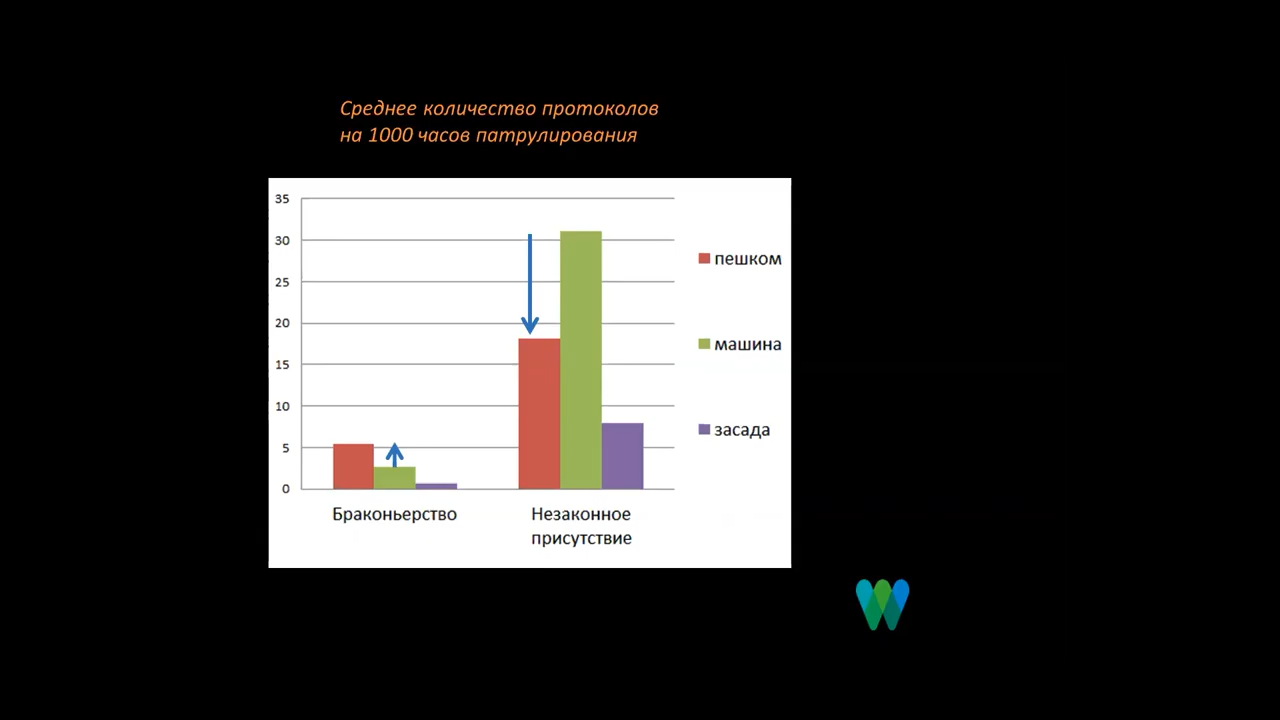 Среднее количество протоколов
на 1000 часов патрулирования
35
30
25
20
15
10
5
0
пешком
машина
засада
Браконьерство
Незаконное
присутствие